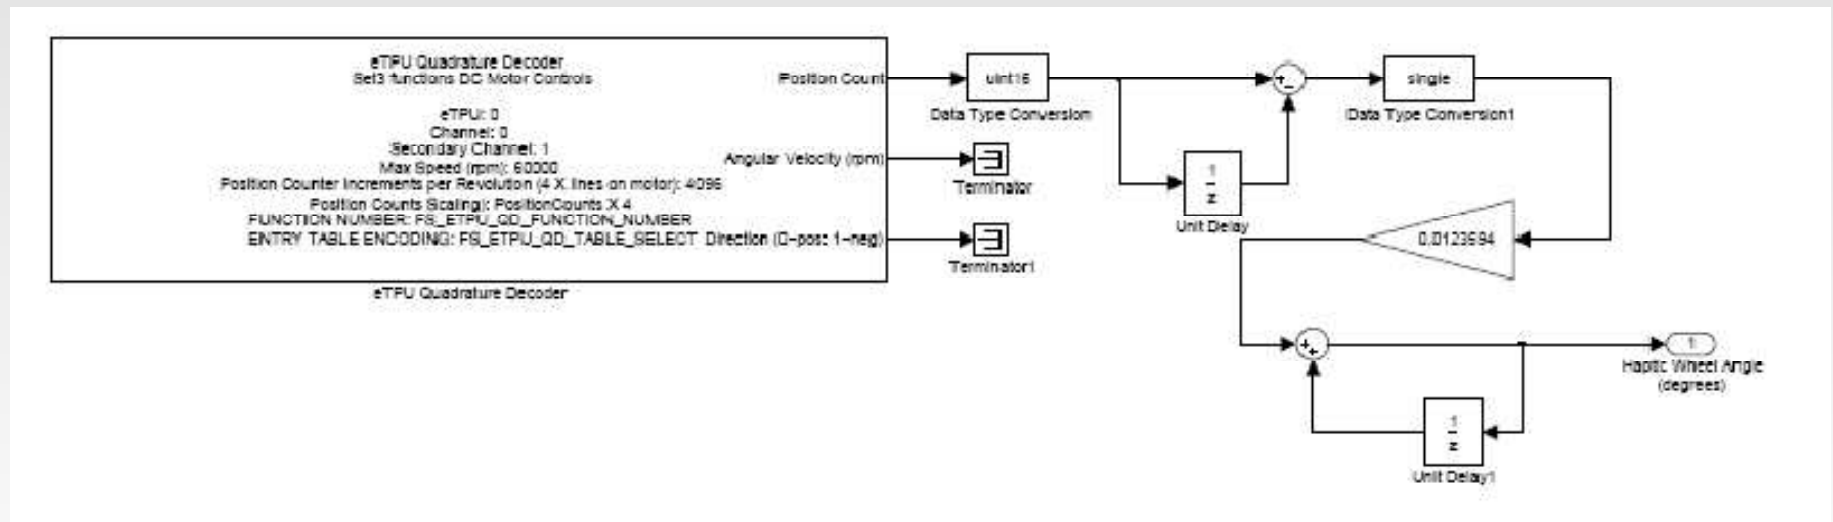 eTPU Quadrature Decoder
Set3 functions DC Motor Controls
eTPU: 0
Channel: 0
Secondary Channel: 1
Max Speed (rpm): 60000
Position Counter Increments per Revolution (4 X lines on motor): 4096
Position Counts Scaling): PositionCounts X 4
FUNCTION NUMBER: FS_ETPU_QD_FUNCTION_NUMBER
ENTRY TABLE ENCODING: FS_ETPU_QD_TABLE_SELECT
Position Count
Angular Velocity (rpm)
Direction (0-pos: 1-neg)
eTPU Quadrature Decoder
uint16
Data Type Conversion
Terminator
Terminator1
1
z
Unit Delay
+
-
single
Data Type Conversion1
+
+
1
z
Unit Delay1
1
Haptic Wheel Angle
(degrees)